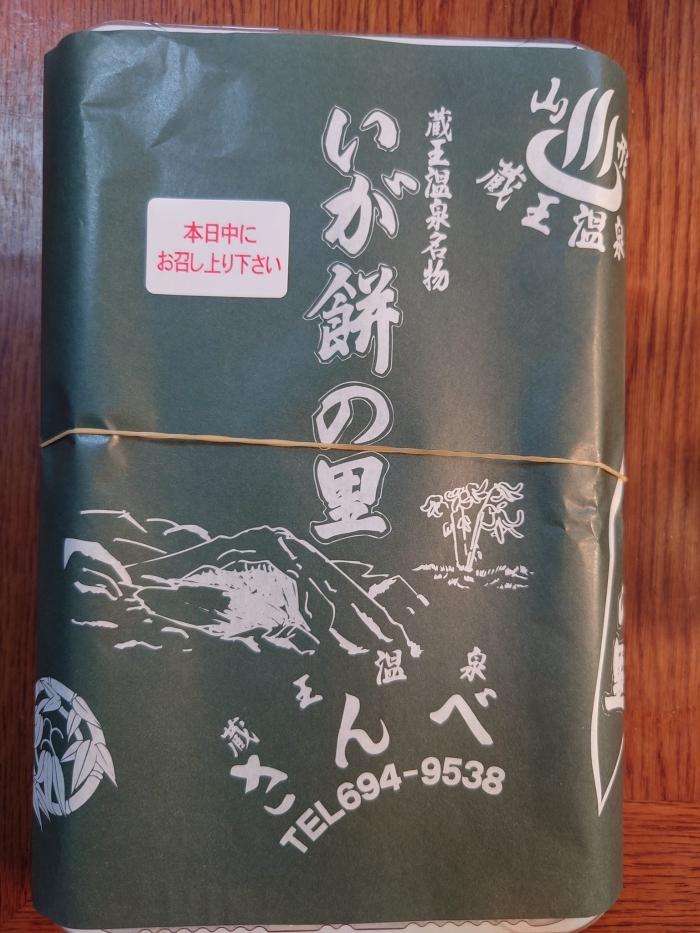 山
蔵王温泉
蔵王温泉名物
いが餅の里
本日中に
お召し上り下さい
蔵王温泉
さんべ
TEL694-9538